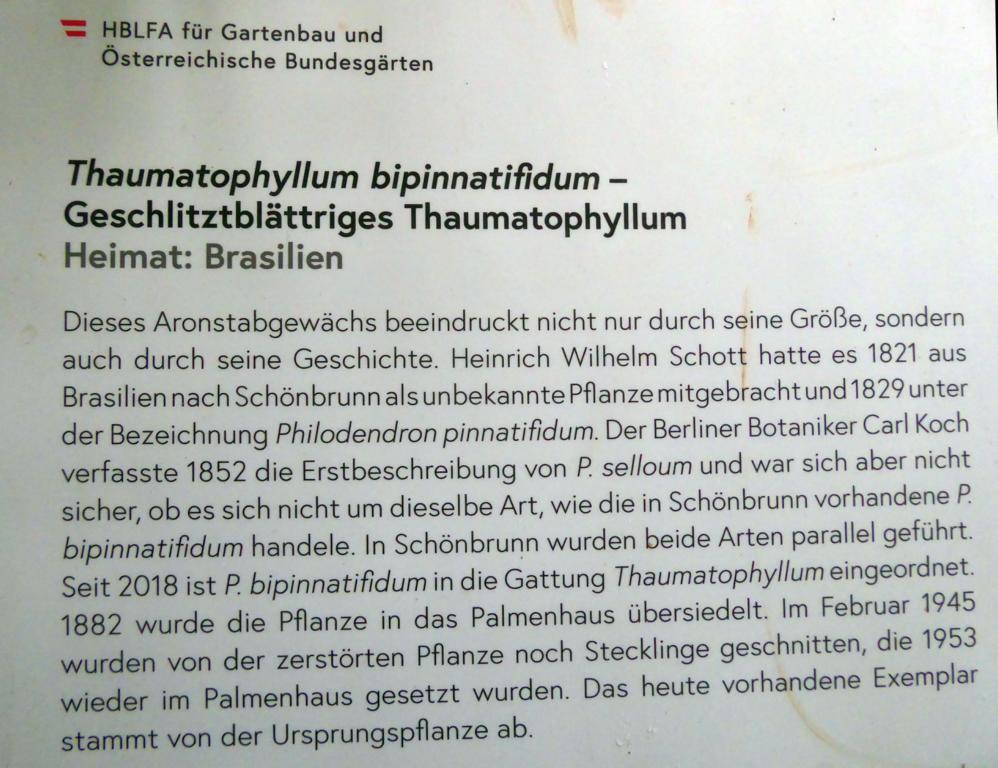 HBLFA für Gartenbau und
Österreichische Bundesgärten
Thaumatophyllum bipinnatifidum –
Geschlitztblättriges Thaumatophyllum
Heimat: Brasilien
Dieses Aronstabgewächs beeindruckt nicht nur durch seine Größe, sondern
auch durch seine Geschichte. Heinrich Wilhelm Schott hatte es 1821 aus
Brasilien nach Schönbrunn als unbekannte Pflanze mitgebracht und 1829 unter
der Bezeichnung Philodendron pinnatifidum. Der Berliner Botaniker Carl Koch
verfasste 1852 die Erstbeschreibung von P. selloum und war sich aber nicht
sicher, ob es sich nicht um dieselbe Art, wie die in Schönbrunn vorhandene P.
bipinnatifidum handele. In Schönbrunn wurden beide Arten parallel geführt.
Seit 2018 ist P. bipinnatifidum in die Gattung Thaumatophyllum eingeordnet.
1882 wurde die Pflanze in das Palmenhaus übersiedelt. Im Februar 1945
wurden von der zerstörten Pflanze noch Stecklinge geschnitten, die 1953
wieder im Palmenhaus gesetzt wurden. Das heute vorhandene Exemplar
stammt von der Ursprungspflanze ab.